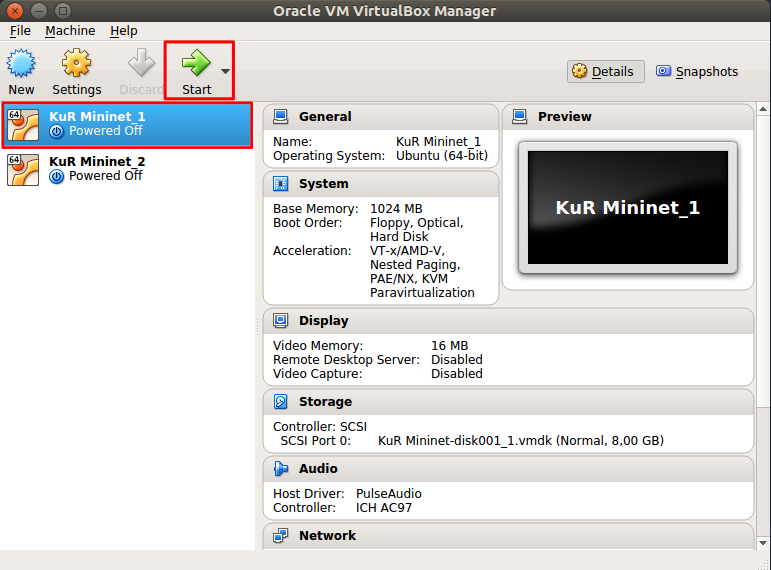 Oracle VM VirtualBox Manager
File Machine Help
New Settings Discard Start Details Snapshots
64 KuR Mininet_1
Powered Off
64 KuR Mininet_2
Powered Off
General
Name: KuR Mininet_1
Operating System: Ubuntu (64-bit)
System
Base Memory: 1024 MB
Boot Order: Floppy, Optical,
Hard Disk
Acceleration: VT-x/AMD-V,
Nested Paging,
PAE/NX, KVM
Paravirtualization
Preview
KuR Mininet_1
Display
Video Memory: 16 MB
Remote Desktop Server: Disabled
Video Capture: Disabled
Storage
Controller: SCSI
SCSI Port 0: KuR Mininet-disk001_1.vmdk (Normal, 8,00 GB)
Audio
Host Driver: PulseAudio
Controller: ICH AC97
Network